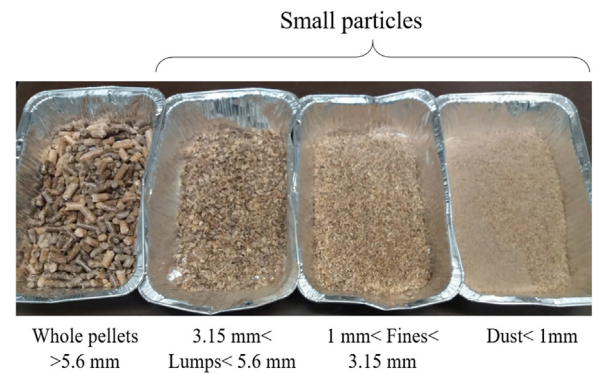 Small particles
Whole pellets
>5.6 mm
3.15 mm<
Lumps< 5.6 mm
1 mm< Fines<
3.15 mm
Dust< 1mm